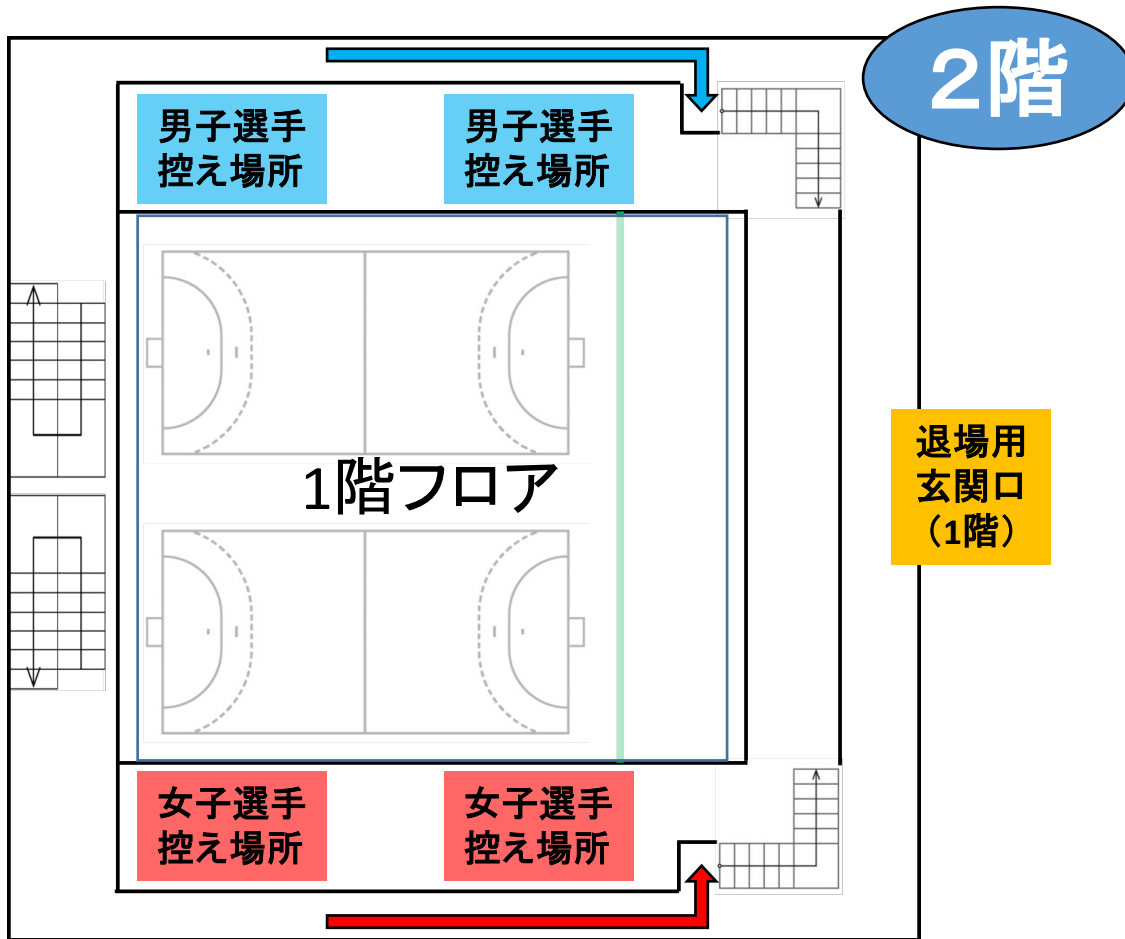 ２階
男子選手
控え場所
男子選手
控え場所
1階フロア
退場用
玄関口
（1階）
女子選手
控え場所
女子選手
控え場所